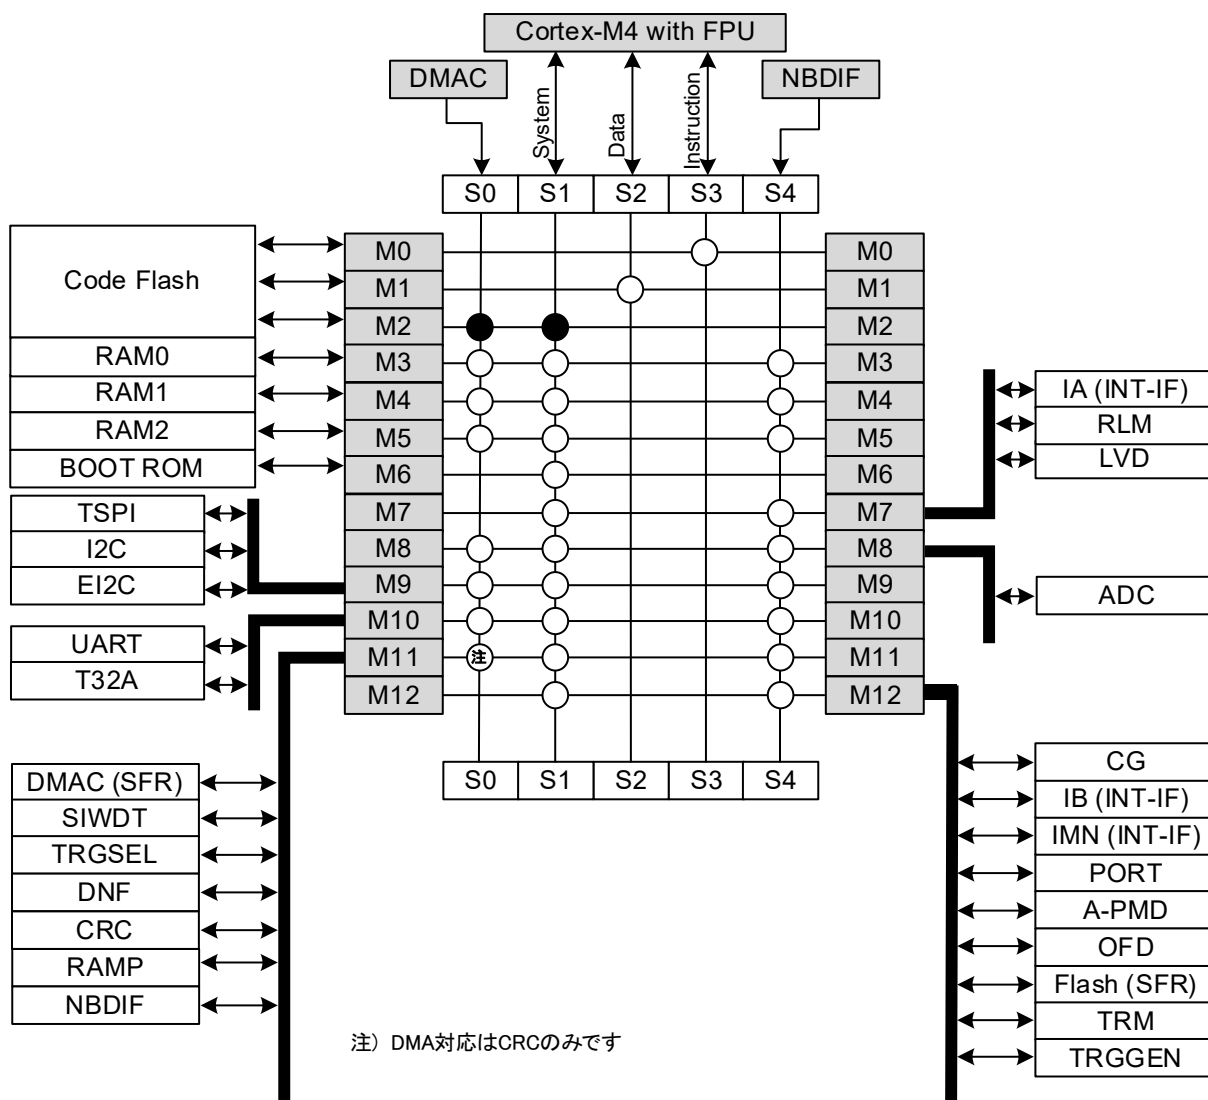 Cortex-M4 with FPU
DMAC
NBDIF
System
Data
Instruction
S0 S1 S2 S3 S4
Code Flash
RAM0
RAM1
RAM2
BOOT ROM
TSPI
I2C
EI2C
UART
T32A
DMAC (SFR)
SIWDT
TRGSEL
DNF
CRC
RAMP
NBDIF
M0
M1
M2
M3
M4
M5
M6
M7
M8
M9
M10
M11
M12
注
M0
M1
M2
M3
M4
M5
M6
M7
M8
M9
M10
M11
M12
S0 S1 S2 S3 S4
IA (INT-IF)
RLM
LVD
ADC
CG
IB (INT-IF)
IMN (INT-IF)
PORT
A-PMD
OFD
Flash (SFR)
TRM
TRGGEN
注）DMA対応はCRCのみです